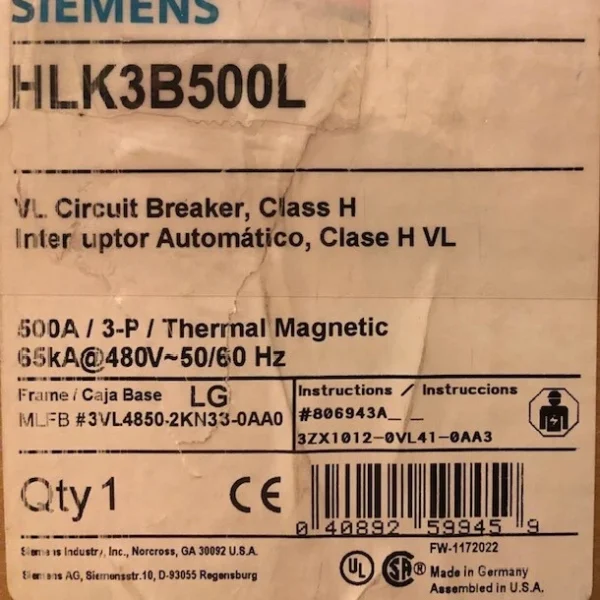 SIEMENS
HLK3B500L
VL Circuit Breaker, Class H
Interruptor Automático, Clase H VL
500A / 3-P / Thermal Magnetic
65kA@480V~50/60 Hz
Frame / Caja Base LG
MLFB #3VL4850-2KN33-0AA0
Instructions / Instruccions
#806943A_ _
3ZX1012-0VL41-0AA3
Qty 1
CE
0 40892 59945 9
Siemens Industry, Inc., Norcross, GA 30092 U.S.A.
Siemens AG, Siemensstr.10, D-93055 Regensburg
FW-1172022
UL
SA®
Made in Germany
Assembled in U.S.A.